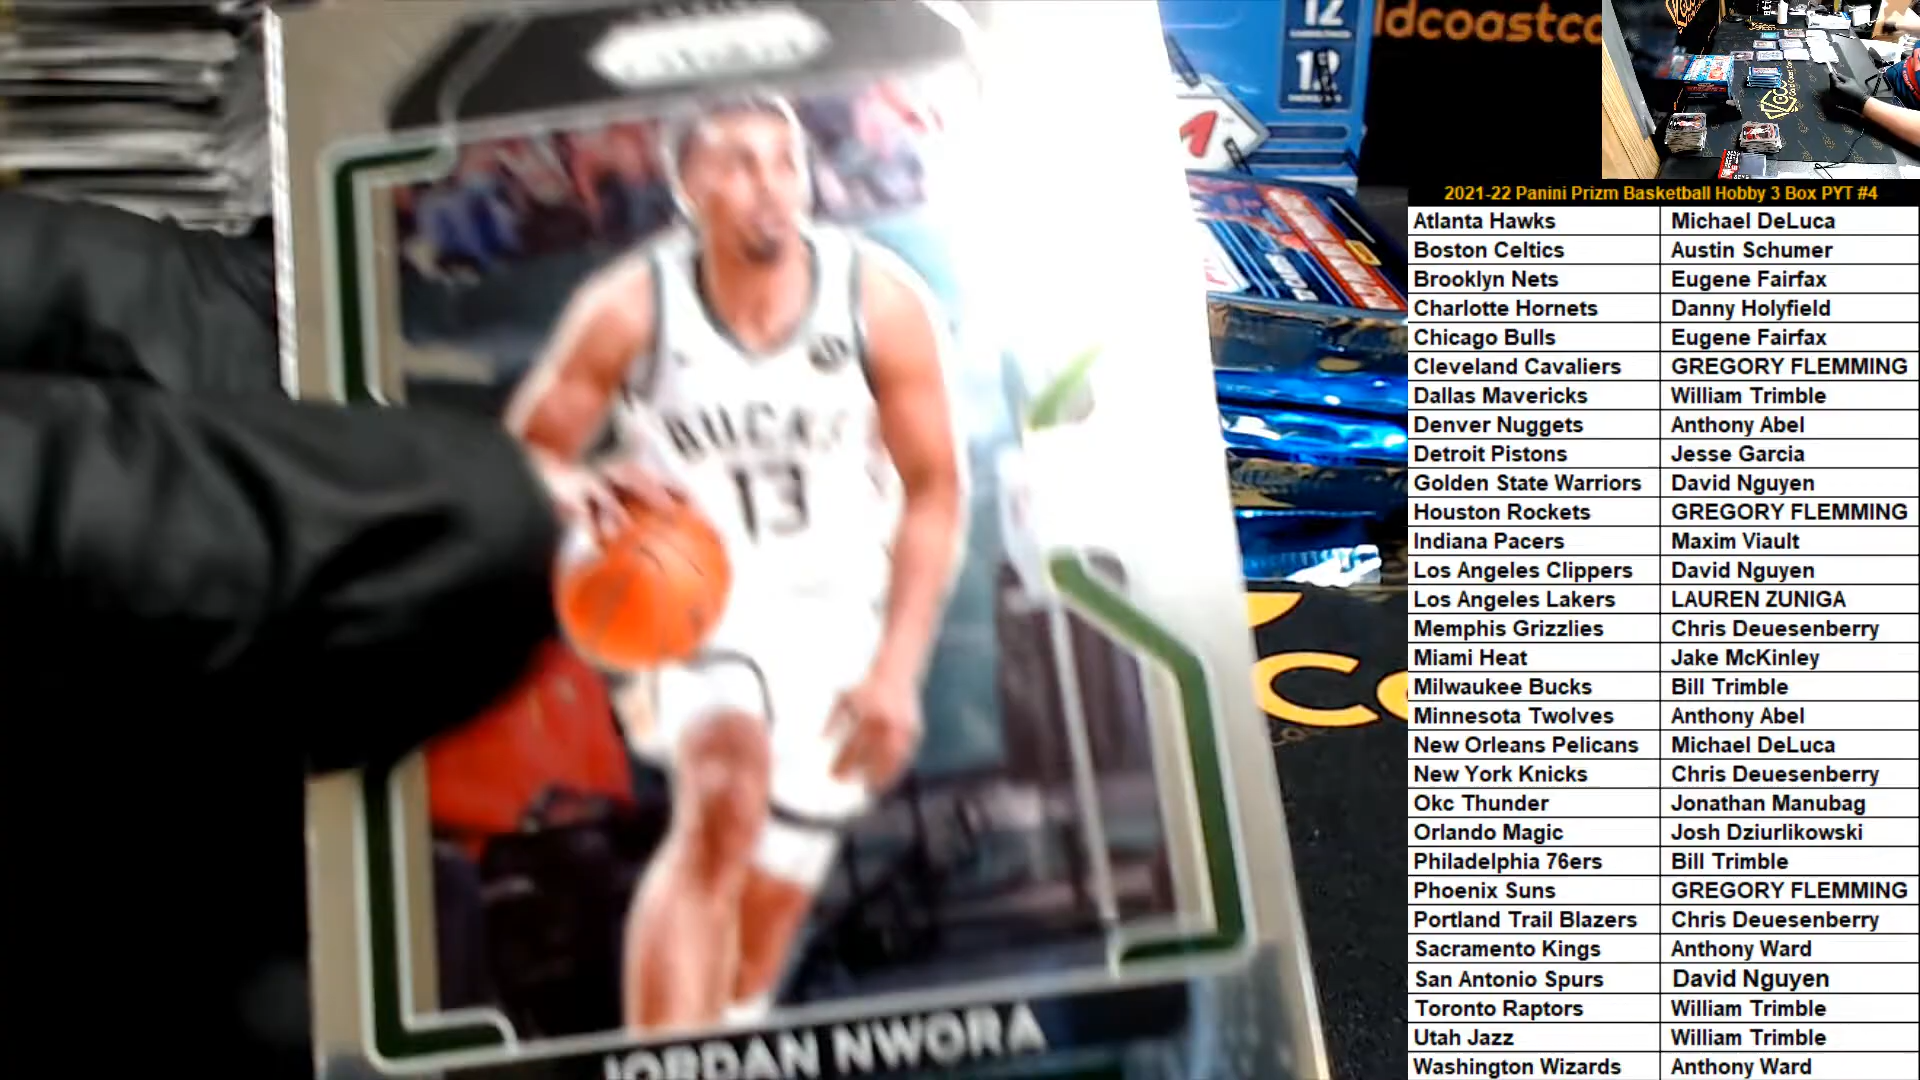 12
ldcoastco
2021-22 Panini Prizm Basketball Hobby 3 Box PYT #4
Atlanta Hawks Michael DeLuca
Boston Celtics Austin Schumer
Brooklyn Nets Eugene Fairfax
Charlotte Hornets Danny Holyfield
Chicago Bulls Eugene Fairfax
Cleveland Cavaliers GREGORY FLEMMING
Dallas Mavericks William Trimble
Denver Nuggets Anthony Abel
Detroit Pistons Jesse Garcia
Golden State Warriors David Nguyen
Houston Rockets GREGORY FLEMMING
Indiana Pacers Maxim Viault
Los Angeles Clippers David Nguyen
Los Angeles Lakers LAUREN ZUNIGA
Memphis Grizzlies Chris Deuesenberry
Miami Heat Jake McKinley
Milwaukee Bucks Bill Trimble
Minnesota Twolves Anthony Abel
New Orleans Pelicans Michael DeLuca
New York Knicks Chris Deuesenberry
Okc Thunder Jonathan Manubag
Orlando Magic Josh Dziurlikowski
Philadelphia 76ers Bill Trimble
Phoenix Suns GREGORY FLEMMING
Portland Trail Blazers Chris Deuesenberry
Sacramento Kings Anthony Ward
San Antonio Spurs David Nguyen
Toronto Raptors William Trimble
Utah Jazz William Trimble
Washington Wizards Anthony Ward
BUCKS
13
JORDAN NWORA
Co